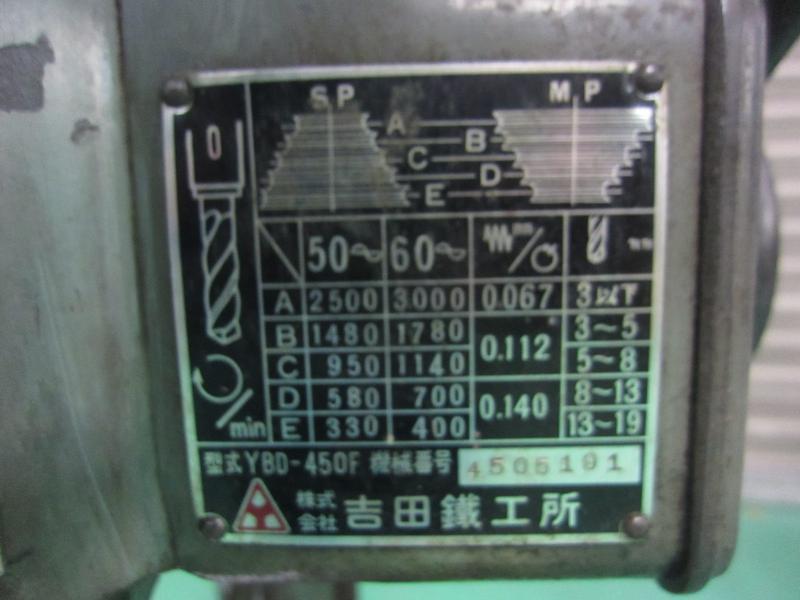 SP MP
A
B
C
D
E
50~ 60~ mm/
A 2500 3000 0.067 3以下
B 1480 1780 0.112 3~5
C 950 1140 5~8
D 580 700 0.140 8~13
E 330 400 13~19
/min
型式 YBD-450F 機械番号 4505191
株式会社 吉田鐵工所